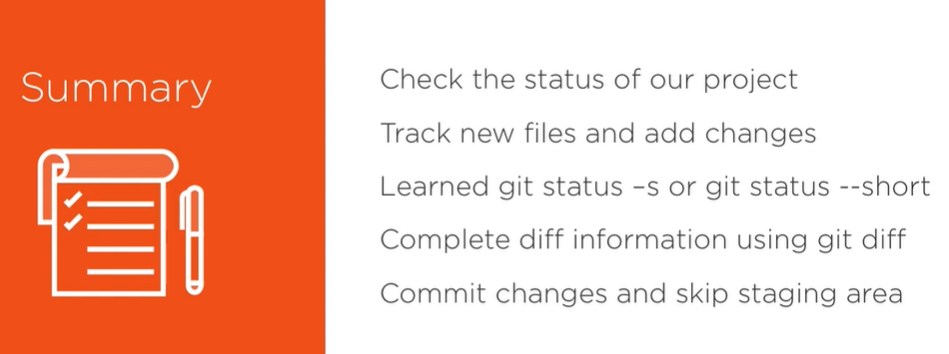 Summary
Check the status of our project
Track new files and add changes
Learned git status –s or git status --short
Complete diff information using git diff
Commit changes and skip staging area